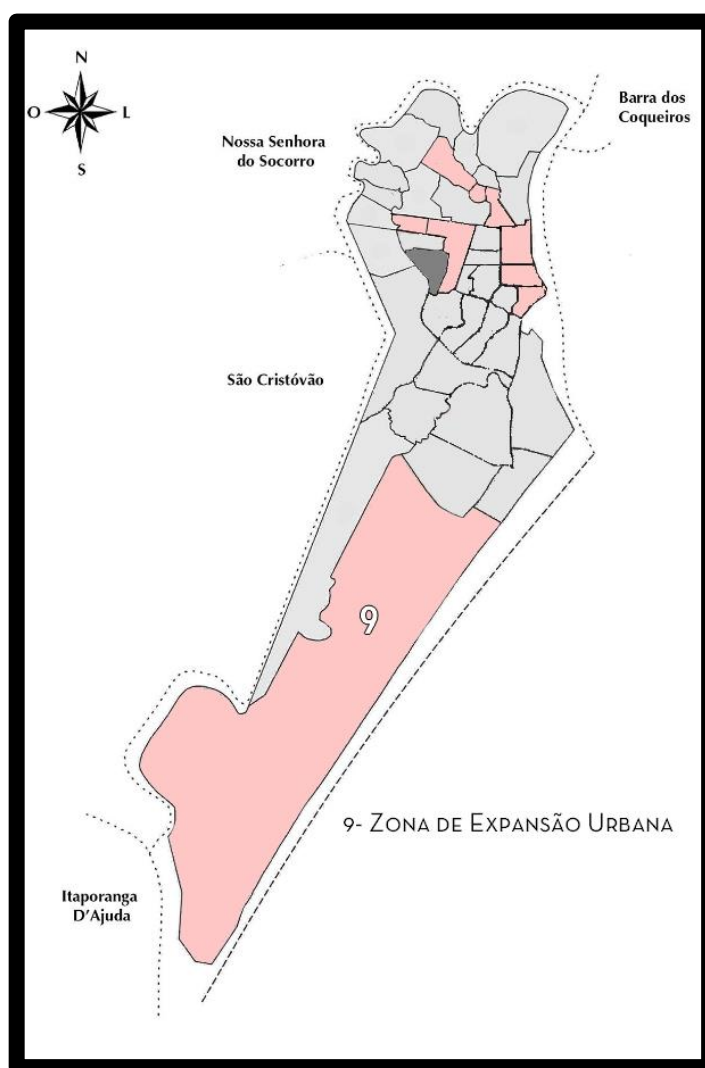 N
O
L
S
Barra dos
Coqueiros
Nossa Senhora
do Socorro
São Cristóvão
9
9- Zona de Expansão Urbana
Itaporanga
D'Ajuda